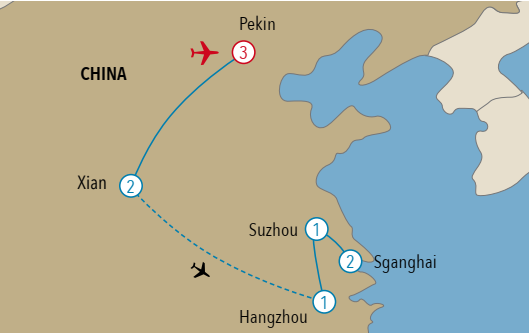 Pekin
3
CHINA
Xian
2
Suzhou
1
2
Sganghai
1
Hangzhou